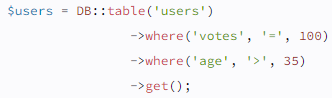 $users = DB::table('users')
->where('votes', '=', 100)
->where('age', '>', 35)
->get();